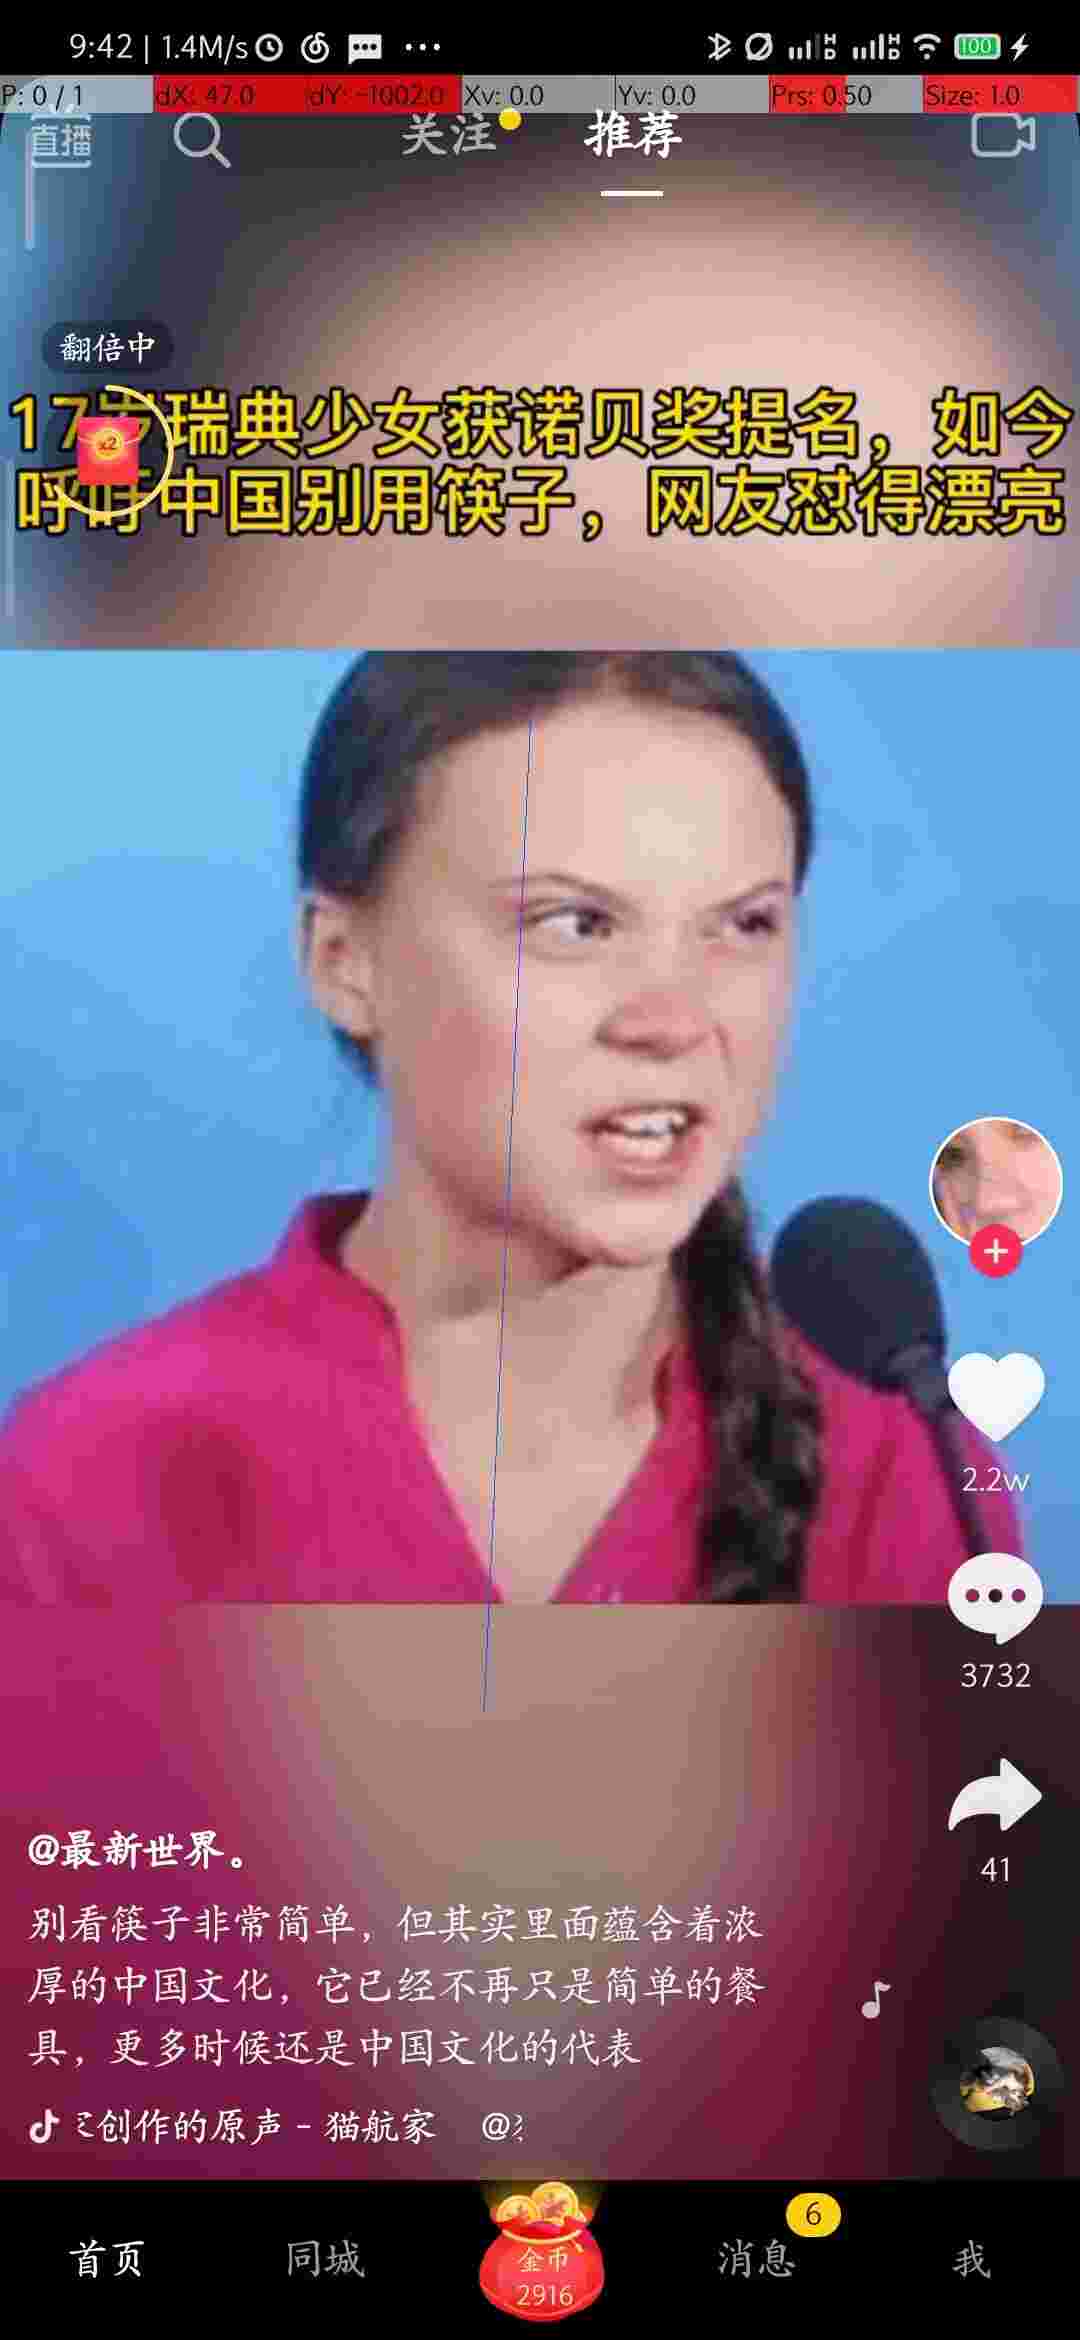 9:42 | 1.4M/s
100
P: 0 / 1
dX: 47.0
dY: -1002.0
Xv: 0.0
Yv: 0.0
Prs: 0.50
Size: 1.0
直播
关注
推荐
翻倍中
x2
17岁瑞典少女获诺贝奖提名，如今
呼吁中国别用筷子，网友怼得漂亮
2.2w
3732
41
@最新世界。
别看筷子非常简单，但其实里面蕴含着浓
厚的中国文化，它已经不再只是简单的餐
具，更多时候还是中国文化的代表
创作的原声 - 猫航家 @
首页
同城
金币
2916
消息
6
我